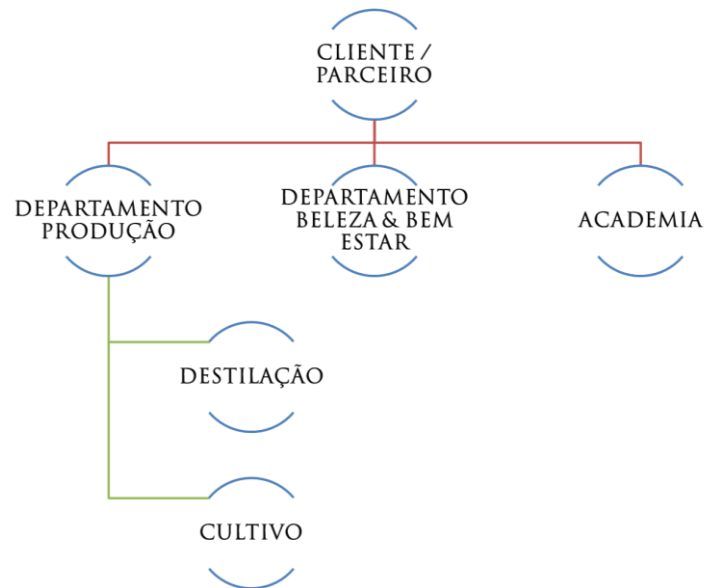 CLIENTE /
PARCEIRO
DEPARTAMENTO
PRODUÇÃO
DEPARTAMENTO
BELEZA & BEM
ESTAR
ACADEMIA
DESTILAÇÃO
CULTIVO